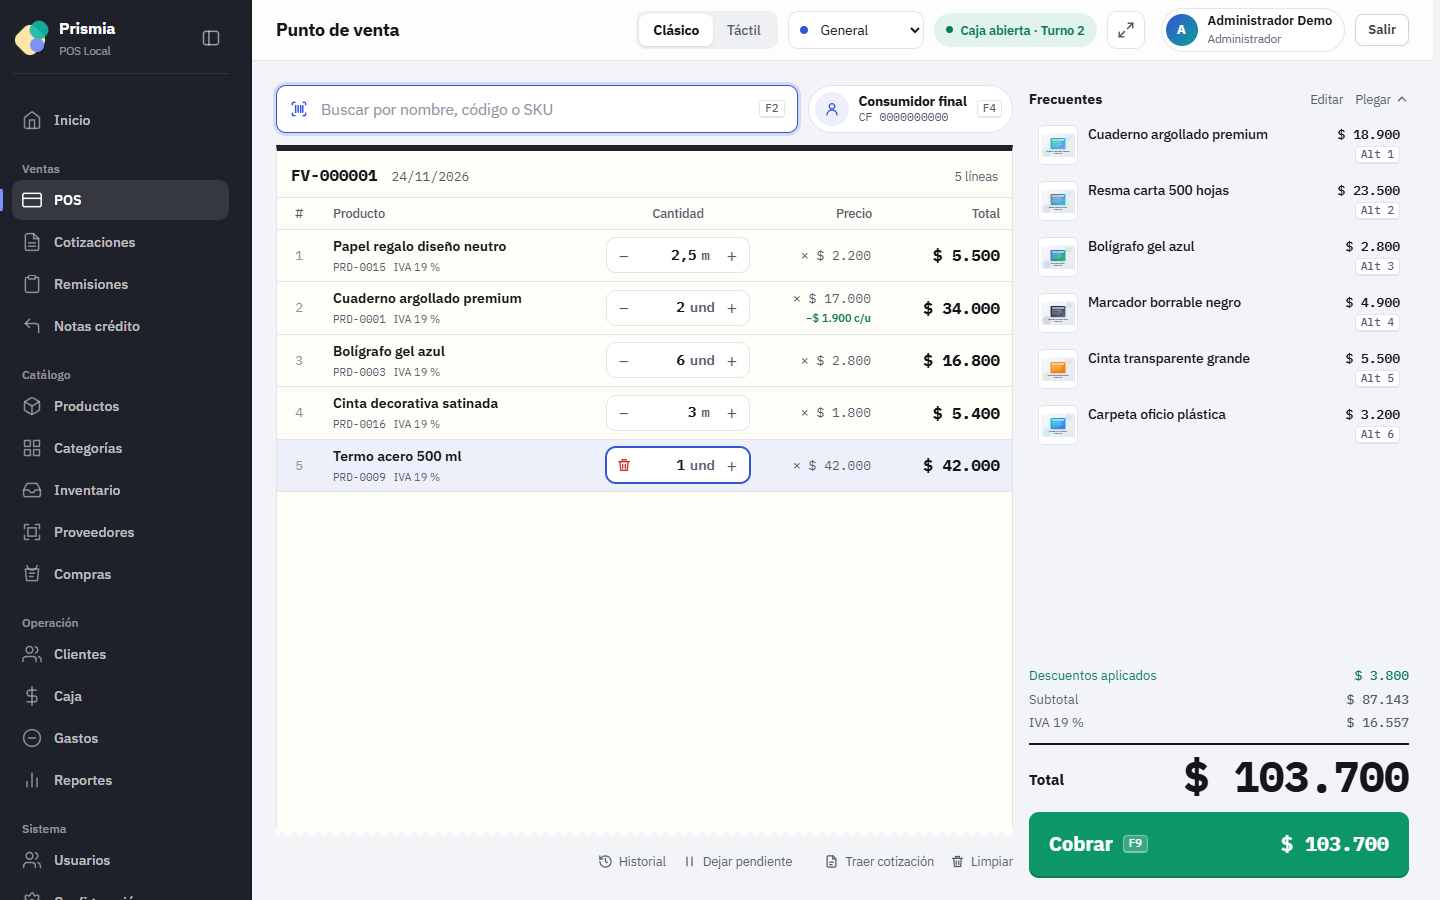 Prismia
POS Local
Inicio
Ventas
POS
Cotizaciones
Remisiones
Notas crédito
Catálogo
Productos
Categorías
Inventario
Proveedores
Compras
Operación
Clientes
Caja
Gastos
Reportes
Sistema
Usuarios
Punto de venta
Clásico Táctil
General
Caja abierta · Turno 2
A
Administrador Demo
Administrador
Salir
Buscar por nombre, código o SKU F2
Consumidor final
CF 0000000000
F4
FV-000001 24/11/2026 5 líneas
# Producto Cantidad Precio Total
1 Papel regalo diseño neutro − 2,5 m + × $ 2.200 $ 5.500
PRD-0015 IVA 19 %
2 Cuaderno argollado premium − 2 und + × $ 17.000 $ 34.000
PRD-0001 IVA 19 % −$ 1.900 c/u
3 Bolígrafo gel azul − 6 und + × $ 2.800 $ 16.800
PRD-0003 IVA 19 %
4 Cinta decorativa satinada − 3 m + × $ 1.800 $ 5.400
PRD-0016 IVA 19 %
5 Termo acero 500 ml 1 und + × $ 42.000 $ 42.000
PRD-0009 IVA 19 %
Historial Dejar pendiente Traer cotización Limpiar
Frecuentes Editar Plegar
Cuaderno argollado premium $ 18.900
Alt 1
Resma carta 500 hojas $ 23.500
Alt 2
Bolígrafo gel azul $ 2.800
Alt 3
Marcador borrable negro $ 4.900
Alt 4
Cinta transparente grande $ 5.500
Alt 5
Carpeta oficio plástica $ 3.200
Alt 6
Descuentos aplicados $ 3.800
Subtotal $ 87.143
IVA 19 % $ 16.557
Total $ 103.700
Cobrar F9 $ 103.700